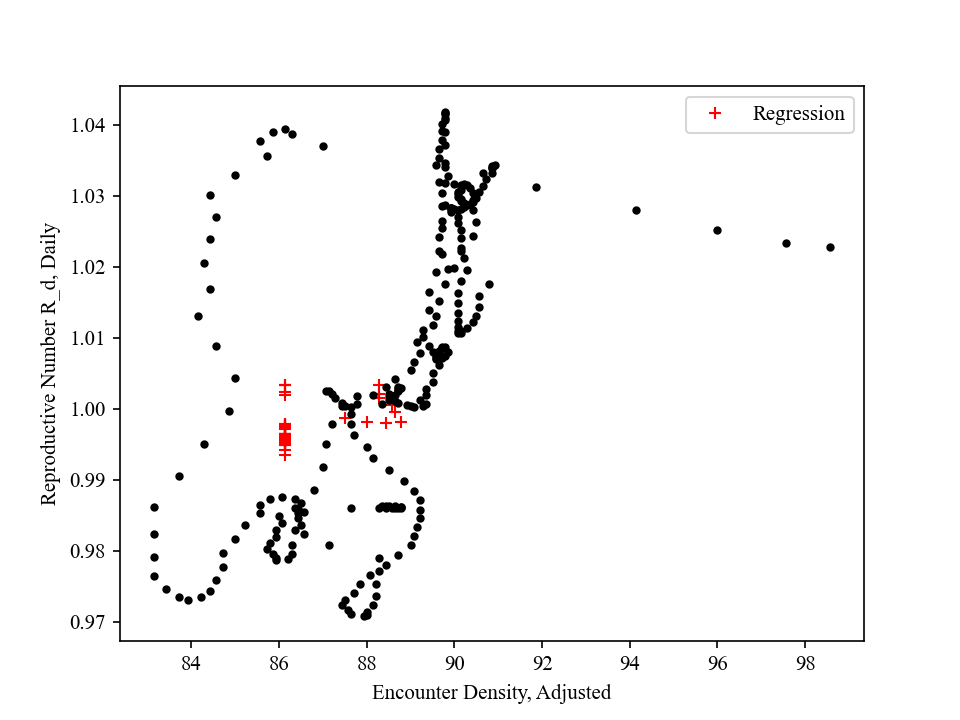 Regression
1.04
1.03
1.02
1.01
1.00
0.99
0.98
0.97
Reproductive Number R_d, Daily
84 86 88 90 92 94 96 98
Encounter Density, Adjusted